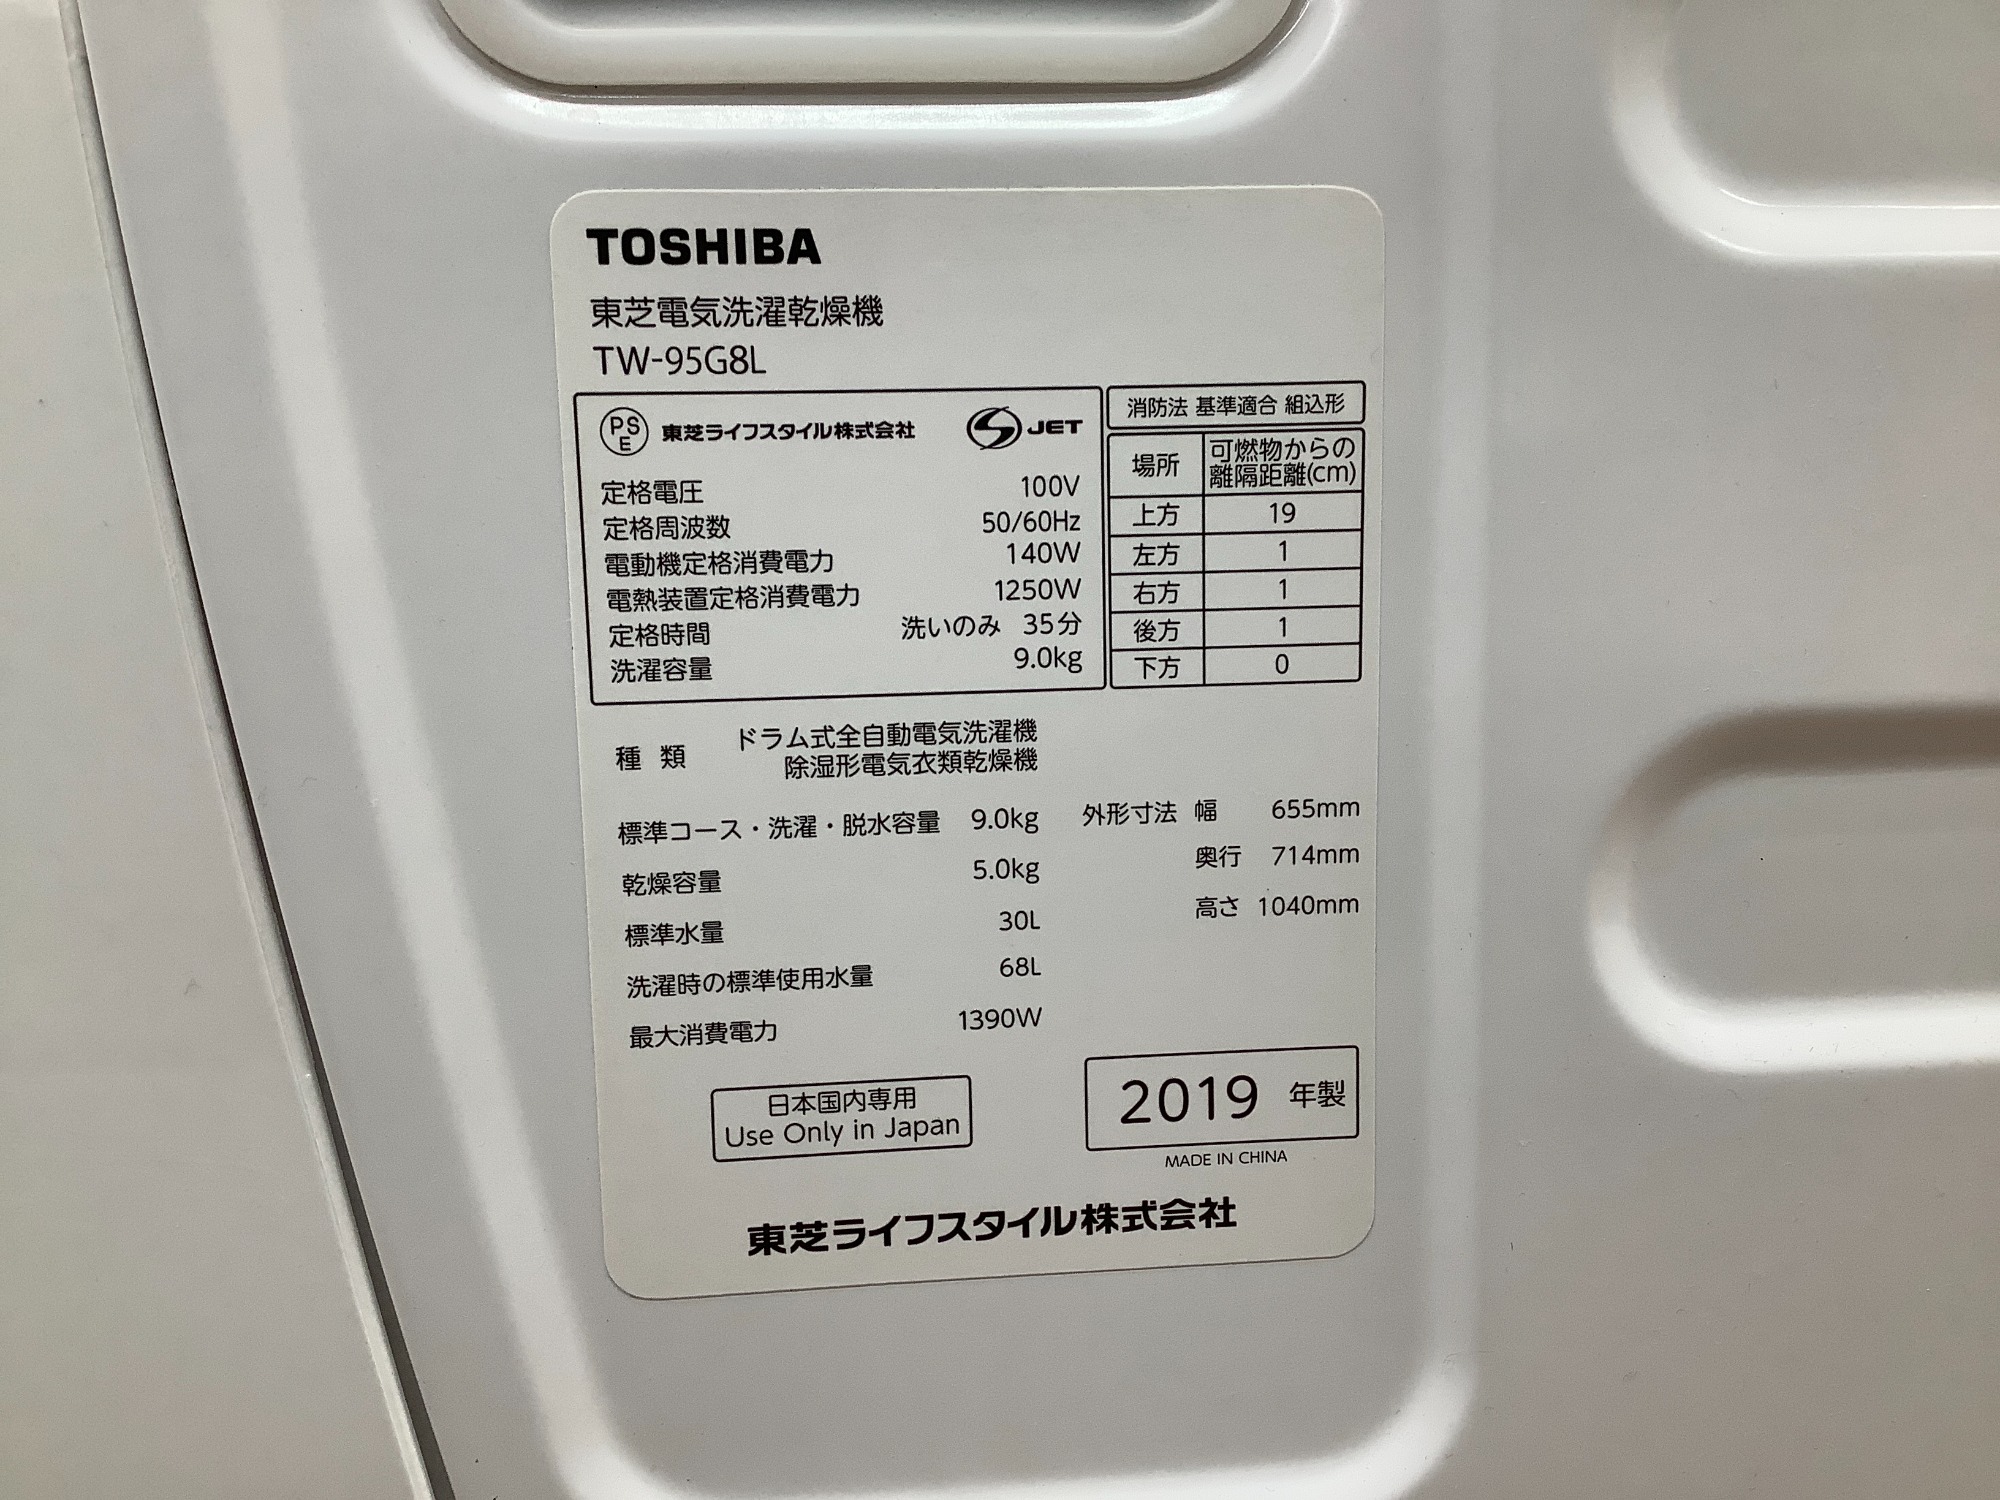 TOSHIBA
東芝電気洗濯乾燥機
TW-95G8L
PSE 東芝ライフスタイル株式会社 S JET
定格電圧 100V
定格周波数 50/60Hz
電動機定格消費電力 140W
電熱装置定格消費電力 1250W
定格時間 洗いのみ 35分
洗濯容量 9.0kg
消防法 基準適合 組込形
場所 可燃物からの
離隔距離(cm)
上方 19
左方 1
右方 1
後方 1
下方 0
種類 ドラム式全自動電気洗濯機
除湿形電気衣類乾燥機
標準コース・洗濯・脱水容量 9.0kg
乾燥容量 5.0kg
標準水量 30L
洗濯時の標準使用水量 68L
最大消費電力 1390W
外形寸法 幅 655mm
奥行 714mm
高さ 1040mm
日本国内専用
Use Only in Japan
2019 年製
MADE IN CHINA
東芝ライフスタイル株式会社